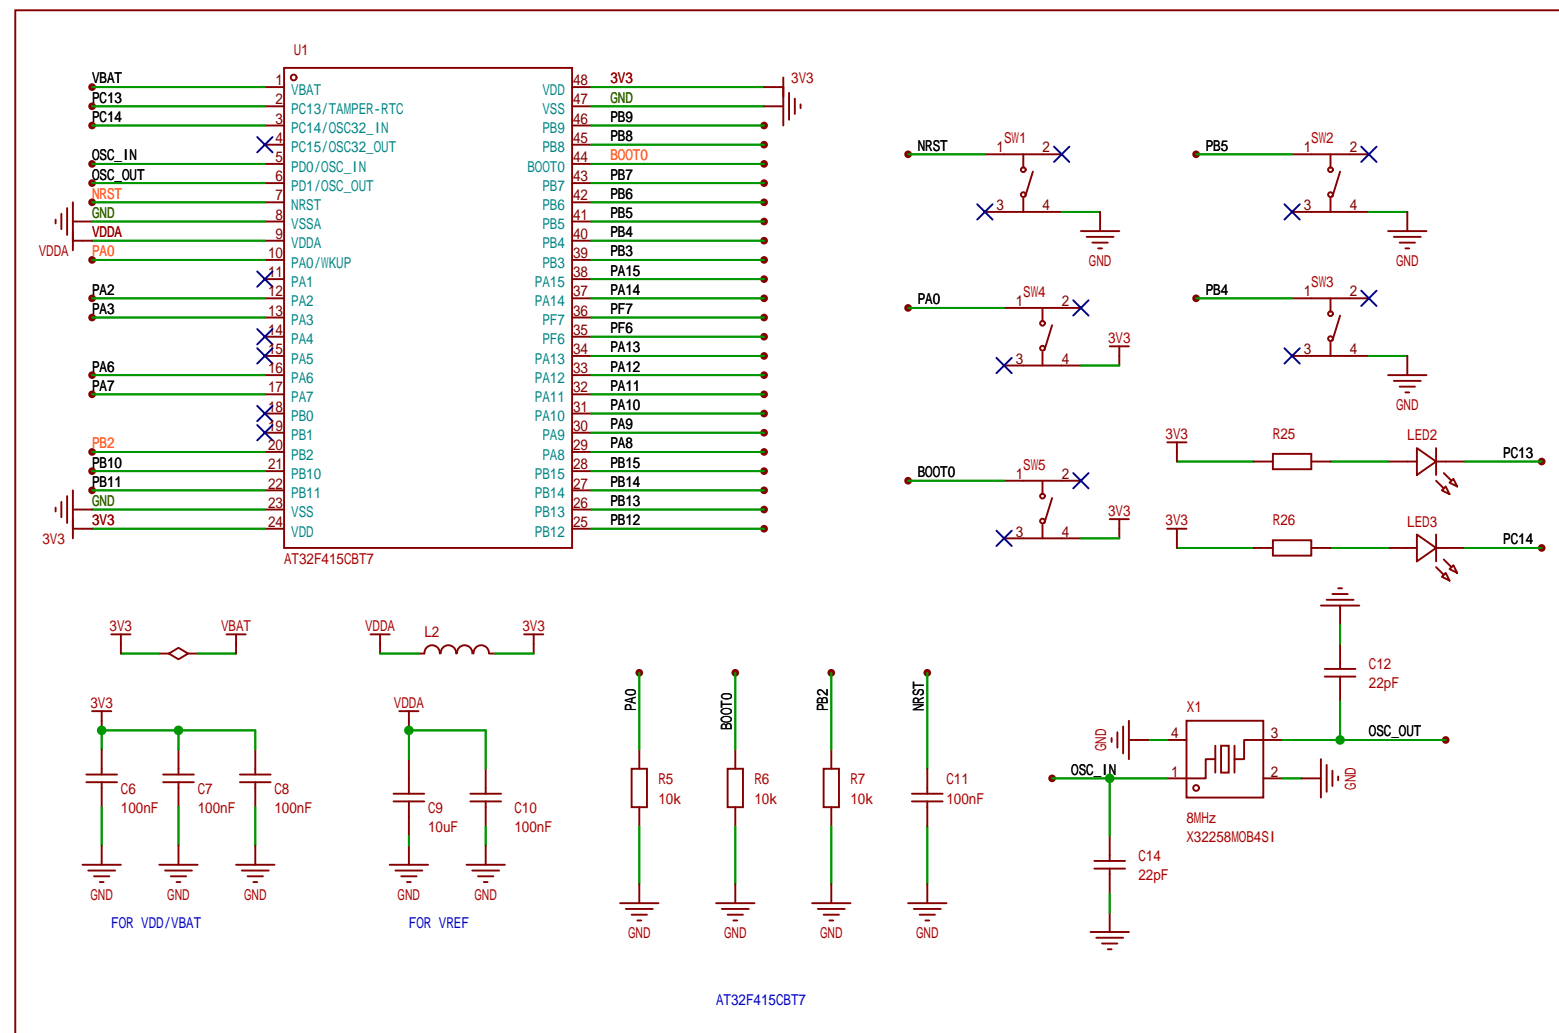 U1
VBAT 1 VBAT
PC13 2 PC13/TAMPER-RTC
PC14 3 PC14/OSC32_IN
4 PC15/OSC32_OUT
OSC_IN 5 PD0/OSC_IN
OSC_OUT 6 PD1/OSC_OUT
NRST 7 NRST
GND 8 VSSA
VDDA 9 VDDA
VDDA
PA0 10 PA0/WKUP
11 PA1
PA2 12 PA2
PA3 13 PA3
14 PA4
15 PA5
PA6 16 PA6
PA7 17 PA7
18 PB0
19 PB1
PB2 20 PB2
PB10 21 PB10
PB11 22 PB11
GND 23 VSS
3V3 24 VDD
3V3
VDD 48 3V3
3V3
VSS 47 GND
PB9 46 PB9
PB8 45 PB8
BOOT0 44 BOOT0
PB7 43 PB7
PB6 42 PB6
PB5 41 PB5
PB4 40 PB4
PB3 39 PB3
PA15 38 PA15
PA14 37 PA14
PF7 36 PF7
PF6 35 PF6
PA13 34 PA13
PA12 33 PA12
PA11 32 PA11
PA10 31 PA10
PA9 30 PA9
PA8 29 PA8
PB15 28 PB15
PB14 27 PB14
PB13 26 PB13
PB12 25 PB12
AT32F415CBT7
NRST 1 SW1 2
3 4
GND
PB5 1 SW2 2
3 4
GND
PA0 1 SW4 2
3 4 3V3
PB4 1 SW3 2
3 4
GND
BOOT0 1 SW5 2
3 4 3V3
3V3 R25 LED2 PC13
3V3 R26 LED3 PC14
3V3 VBAT
3V3
C6
100nF
C7
100nF
C8
100nF
GND GND GND
FOR VDD/VBAT
VDDA L2 3V3
VDDA
C9
10uF
C10
100nF
GND GND
FOR VREF
PA0
R5
10k
GND
BOOT0
R6
10k
GND
PB2
R7
10k
GND
NRST
C11
100nF
GND
C12
22pF
X1
GND 4 3 OSC_OUT
OSC_IN 1 2 GND
8MHz
X32258MOB4SI
C14
22pF
AT32F415CBT7